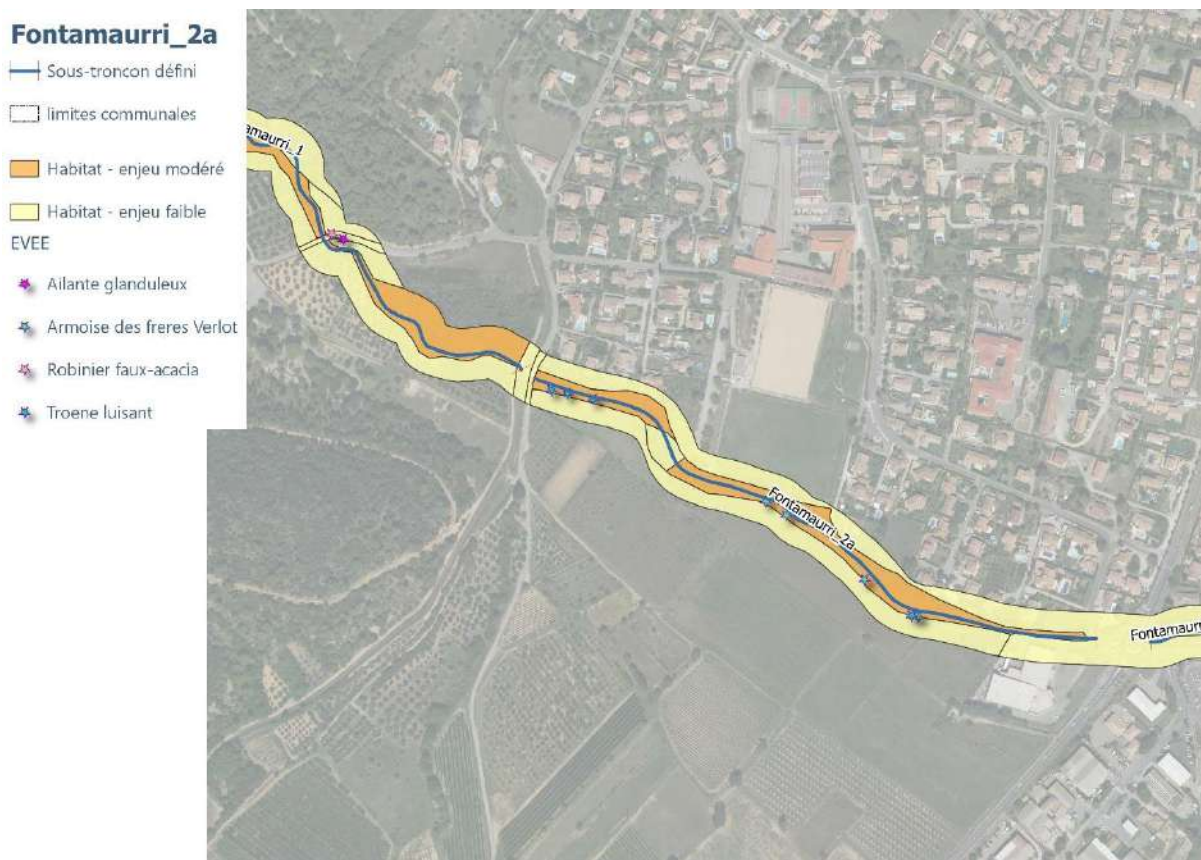 Fontamaurri_2a
Sous-troncon défini
limites communales
Habitat - enjeu modéré
Habitat - enjeu faible
EVEE
Ailante glanduleux
Armoise des freres Verlot
Robinier faux-acacia
Troene luisant
amaurri_1
Fontamaurri_2a
Fontamaurr